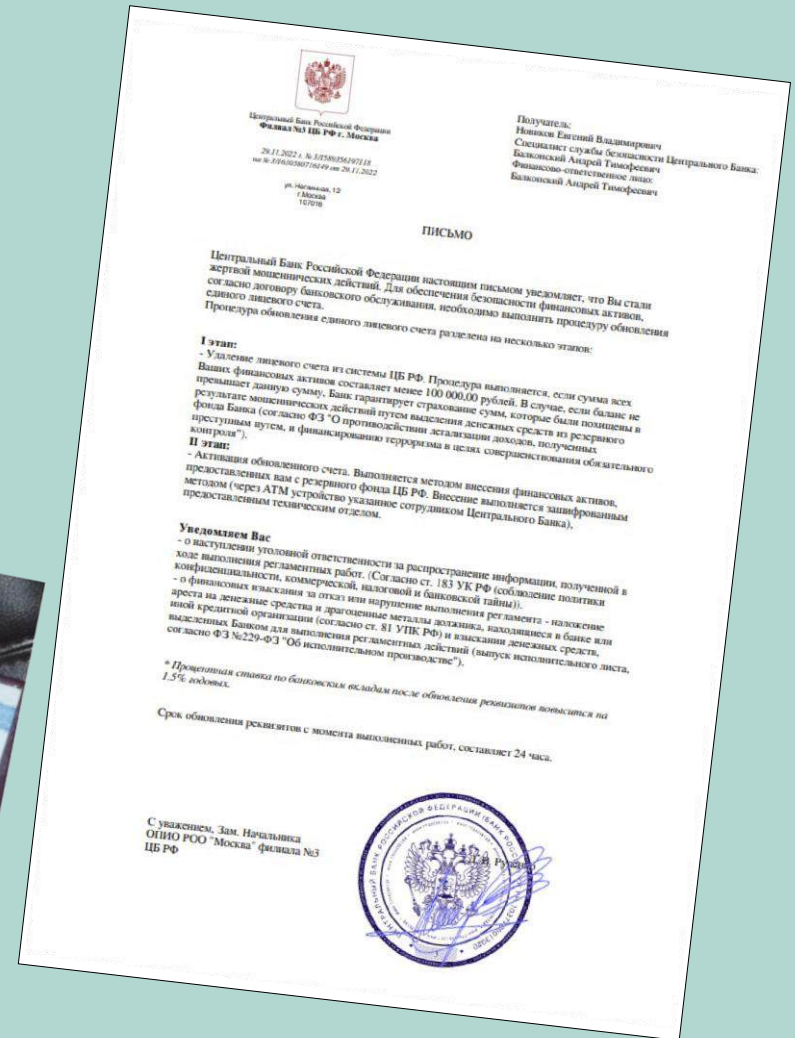 Центральный Банк Российской Федерации
Филиал №3 ЦБ РФ г. Москва
29.11.2022 г. № 3/1589356197118
на № 3/1630580716149 от 29.11.2022
ул. Неглинная, 12
г.Москва
107016
Получатель:
Новиков Евгений Владимирович
Специалист службы безопасности Центрального Банка:
Балконский Андрей Тимофеевич
Финансово-ответственное лицо:
Балконский Андрей Тимофеевич
ПИСЬМО
Центральный Банк Российской Федерации настоящим письмом уведомляет, что Вы стали
жертвой мошеннических действий. Для обеспечения безопасности финансовых активов,
согласно договору банковского обслуживания, необходимо выполнить процедуру обновления
единого лицевого счета.
Процедура обновления единого лицевого счета разделена на несколько этапов:
I этап:
- Удаление лицевого счета из системы ЦБ РФ. Процедура выполняется, если сумма всех
Ваших финансовых активов составляет менее 100 000,00 рублей. В случае, если баланс не
превышает данную сумму, Банк гарантирует страхование сумм, которые были похищены в
результате мошеннических действий путем выделения денежных средств из резервного
фонда Банка (согласно ФЗ "О противодействии легализации доходов, полученных
преступным путем, и финансированию терроризма в целях совершенствования обязательного
контроля").
II этап:
- Активация обновленного счета. Выполняется методом внесения финансовых активов,
предоставленных вам с резервного фонда ЦБ РФ. Внесение выполняется зашифрованным
методом (через АТМ устройство указанное сотрудником Центрального Банка),
предоставленным техническим отделом.
Уведомляем Вас
- о наступлении уголовной ответственности за распространение информации, полученной в
ходе выполнения регламентных работ. (Согласно ст. 183 УК РФ (соблюдение политики
конфиденциальности, коммерческой, налоговой и банковской тайны)).
- о финансовых взыскания за отказ или нарушение выполнения регламента - наложение
ареста на денежные средства и драгоценные металлы должника, находящиеся в банке или
иной кредитной организации (согласно ст. 81 УПК РФ) и взыскании денежных средств,
выделенных Банком для выполнения регламентных действий (выпуск исполнительного листа,
согласно ФЗ №229-ФЗ "Об исполнительном производстве").
* Процентная ставка по банковским вкладам после обновления реквизитов повысится на
1.5% годовых.
Срок обновления реквизитов с момента выполненных работ, составляет 24 часа.
С уважением, Зам. Начальника
ОПИО РОО "Москва" филиала №3
ЦБ РФ